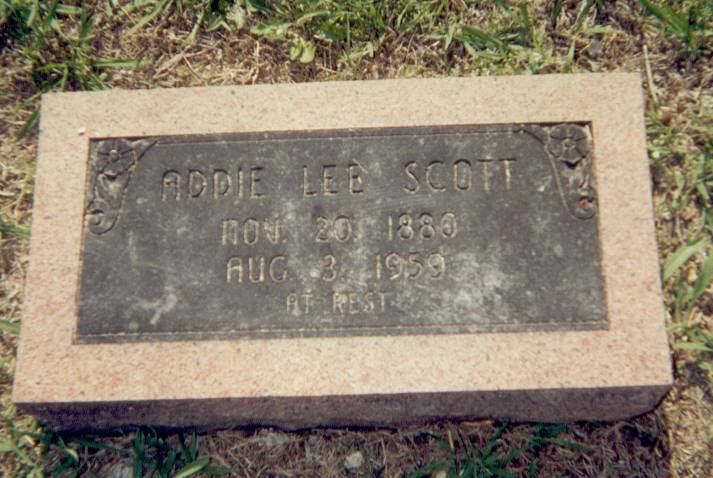 ADDIE LEE SCOTT
NOV. 20, 1880
AUG. 3, 1959
AT REST